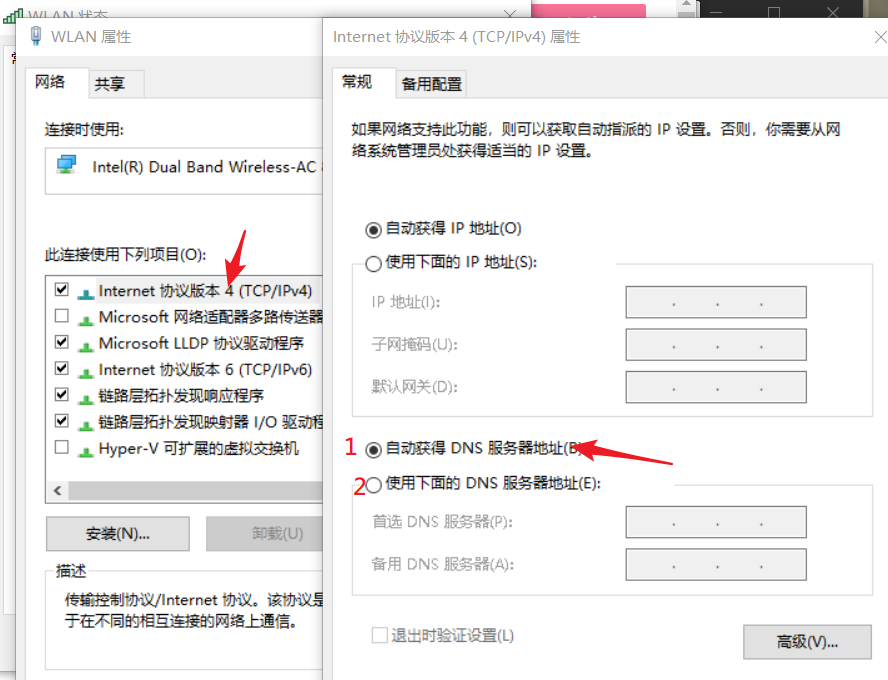 WLAN 状态
WLAN 属性
网络
共享
连接时使用:
Intel(R) Dual Band Wireless-AC
此连接使用下列项目(O):
Internet 协议版本 4 (TCP/IPv4)
Microsoft 网络适配器多路传送器
Microsoft LLDP 协议驱动程序
Internet 协议版本 6 (TCP/IPv6)
链路层拓扑发现响应程序
链路层拓扑发现映射器 I/O 驱动程
Hyper-V 可扩展的虚拟交换机
安装(N)...
卸载(U)
描述
传输控制协议/Internet 协议。该协议是
于在不同的相互连接的网络上通信。
Internet 协议版本 4 (TCP/IPv4) 属性
常规
备用配置
如果网络支持此功能，则可以获取自动指派的 IP 设置。否则，你需要从网
络系统管理员处获得适当的 IP 设置。
自动获得 IP 地址(O)
使用下面的 IP 地址(S):
IP 地址(I):
子网掩码(U):
默认网关(D):
1 自动获得 DNS 服务器地址(B)
2 使用下面的 DNS 服务器地址(E):
首选 DNS 服务器(P):
备用 DNS 服务器(A):
退出时验证设置(L)
高级(V)...